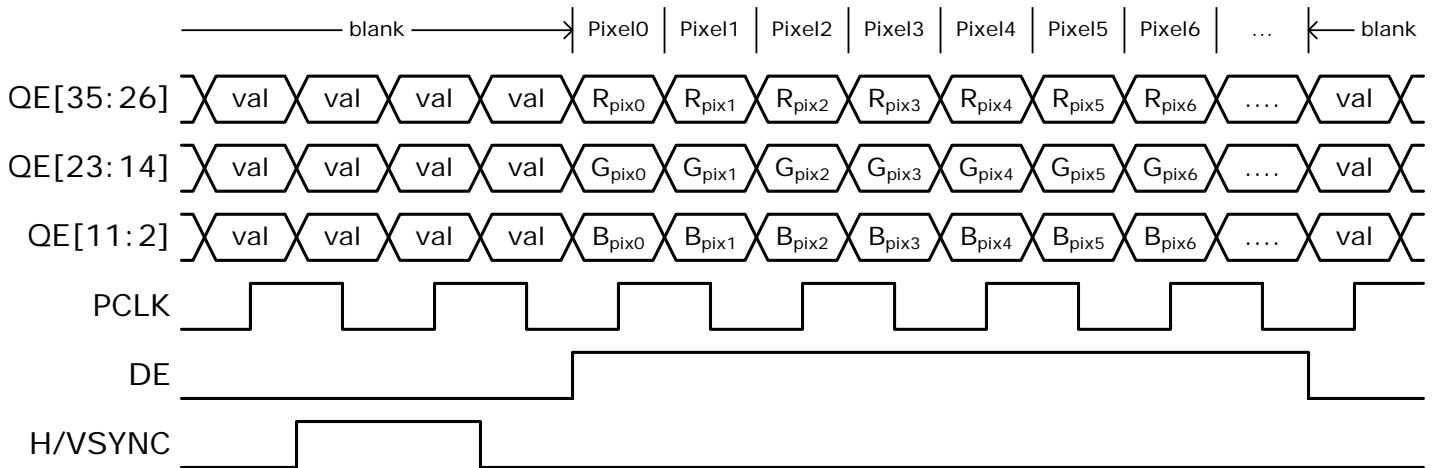 blank Pixel0 Pixel1 Pixel2 Pixel3 Pixel4 Pixel5 Pixel6 ... blank
QE[35:26] val val val val Rpix0 Rpix1 Rpix2 Rpix3 Rpix4 Rpix5 Rpix6 .... val
QE[23:14] val val val val Gpix0 Gpix1 Gpix2 Gpix3 Gpix4 Gpix5 Gpix6 .... val
QE[11:2] val val val val Bpix0 Bpix1 Bpix2 Bpix3 Bpix4 Bpix5 Bpix6 .... val
PCLK
DE
H/VSYNC